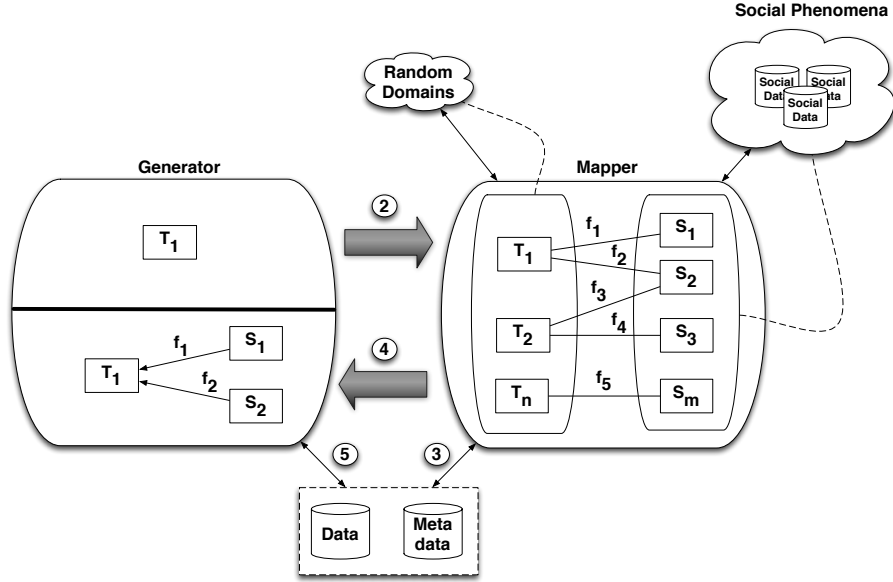 Social Phenomena
Random
Domains
Social
Data
Social
Data
Social
Data
Generator
Mapper
2
T1
T1
f1
S1
f2
S2
f3
T2
f4
S3
Tn
f5
Sm
4
T1
f1
S1
f2
S2
5
3
Data
Meta
data